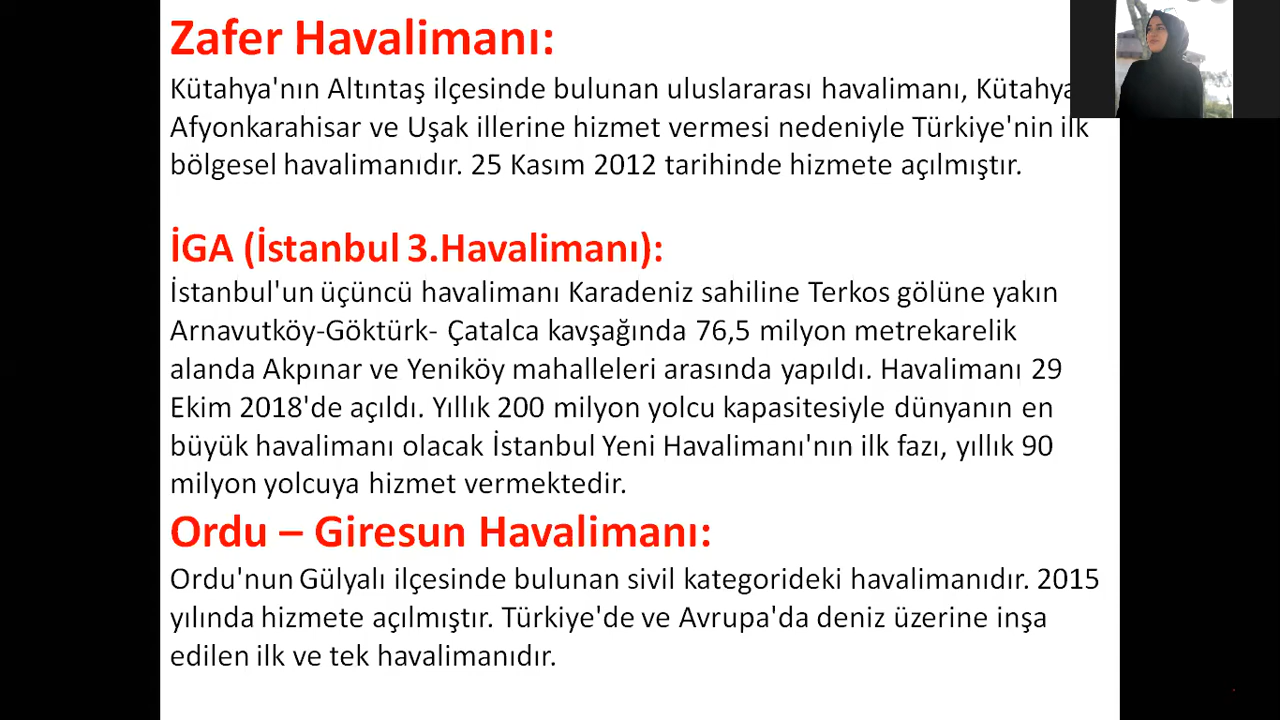 Zafer Havalimanı:
Kütahya'nın Altıntaş ilçesinde bulunan uluslararası havalimanı, Kütahya
Afyonkarahisar ve Uşak illerine hizmet vermesi nedeniyle Türkiye'nin ilk
bölgesel havalimanıdır. 25 Kasım 2012 tarihinde hizmete açılmıştır.
İGA (İstanbul 3.Havalimanı):
İstanbul'un üçüncü havalimanı Karadeniz sahiline Terkos gölüne yakın
Arnavutköy-Göktürk- Çatalca kavşağında 76,5 milyon metrekarelik
alanda Akpınar ve Yeniköy mahalleleri arasında yapıldı. Havalimanı 29
Ekim 2018'de açıldı. Yıllık 200 milyon yolcu kapasitesiyle dünyanın en
büyük havalimanı olacak İstanbul Yeni Havalimanı'nın ilk fazı, yıllık 90
milyon yolcuya hizmet vermektedir.
Ordu – Giresun Havalimanı:
Ordu'nun Gülyalı ilçesinde bulunan sivil kategorideki havalimanıdır. 2015
yılında hizmete açılmıştır. Türkiye'de ve Avrupa'da deniz üzerine inşa
edilen ilk ve tek havalimanıdır.